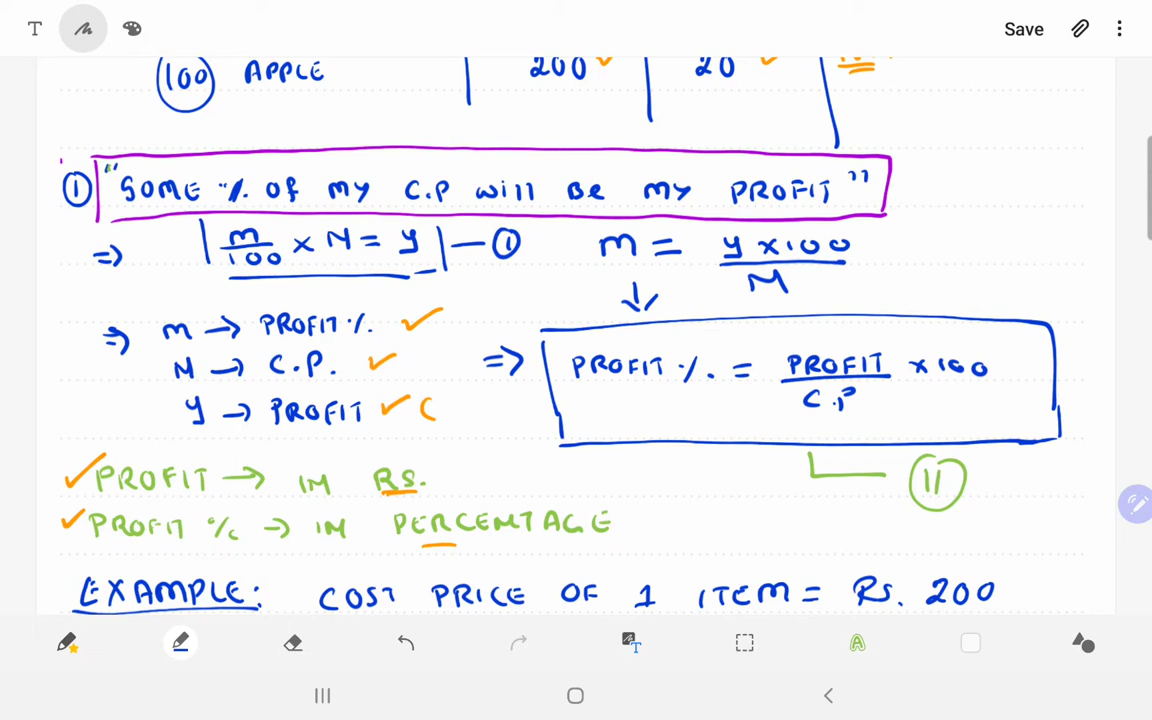 T Save
100 APPLE 200 20
① "SOME % OF MY C.P WILL BE MY PROFIT"
=> m/100 × N = y — ① m = y × 100 / N
=> m → PROFIT %. ✓
N → C.P. ✓
y → PROFIT ✓ (
=> PROFIT %. = PROFIT / C.P × 100
✓ PROFIT → IN RS.
✓ PROFIT % → IN PERCENTAGE
11
EXAMPLE: COST PRICE OF 1 ITEM = RS. 200